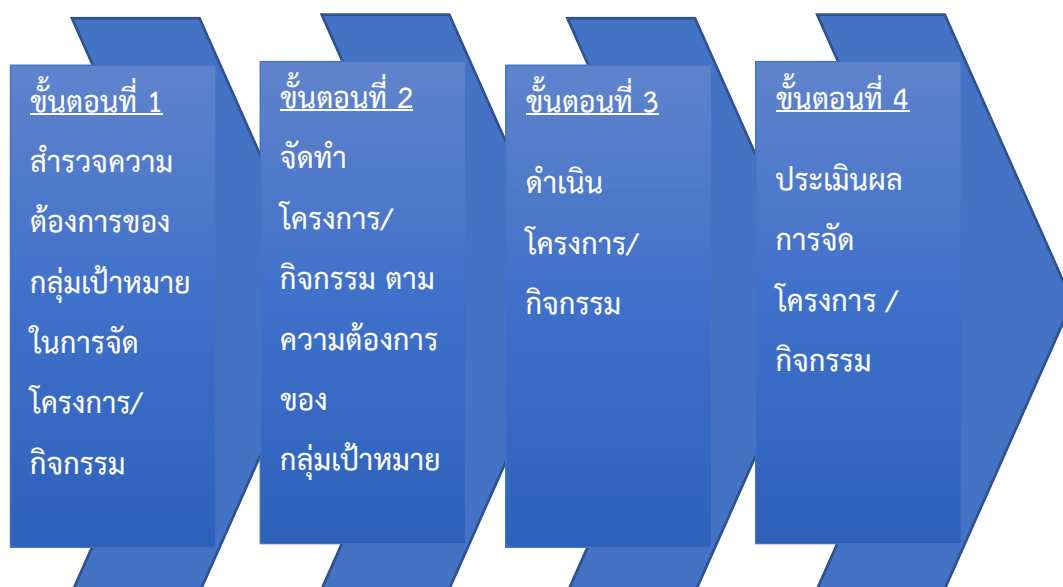 ขั้นตอนที่ 1
สำรวจความ
ต้องการของ
กลุ่มเป้าหมาย
ในการจัด
โครงการ/
กิจกรรม
ขั้นตอนที่ 2
จัดทำ
โครงการ/
กิจกรรม ตาม
ความต้องการ
ของ
กลุ่มเป้าหมาย
ขั้นตอนที่ 3
ดำเนิน
โครงการ/
กิจกรรม
ขั้นตอนที่ 4
ประเมินผล
การจัด
โครงการ /
กิจกรรม